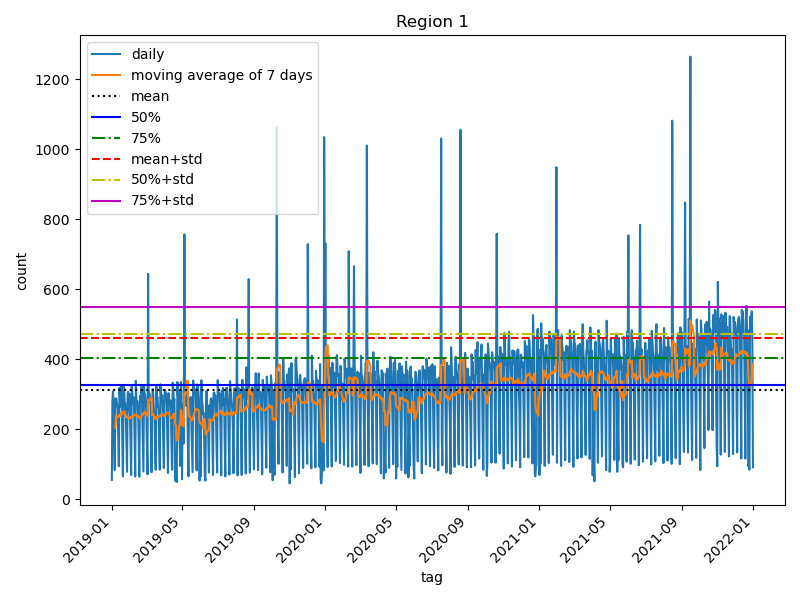 Region 1
daily
moving average of 7 days
mean
50%
75%
mean+std
50%+std
75%+std
count
1200
1000
800
600
400
200
0
2019-01
2019-05
2019-09
2020-01
2020-05
2020-09
2021-01
2021-05
2021-09
2022-01
tag